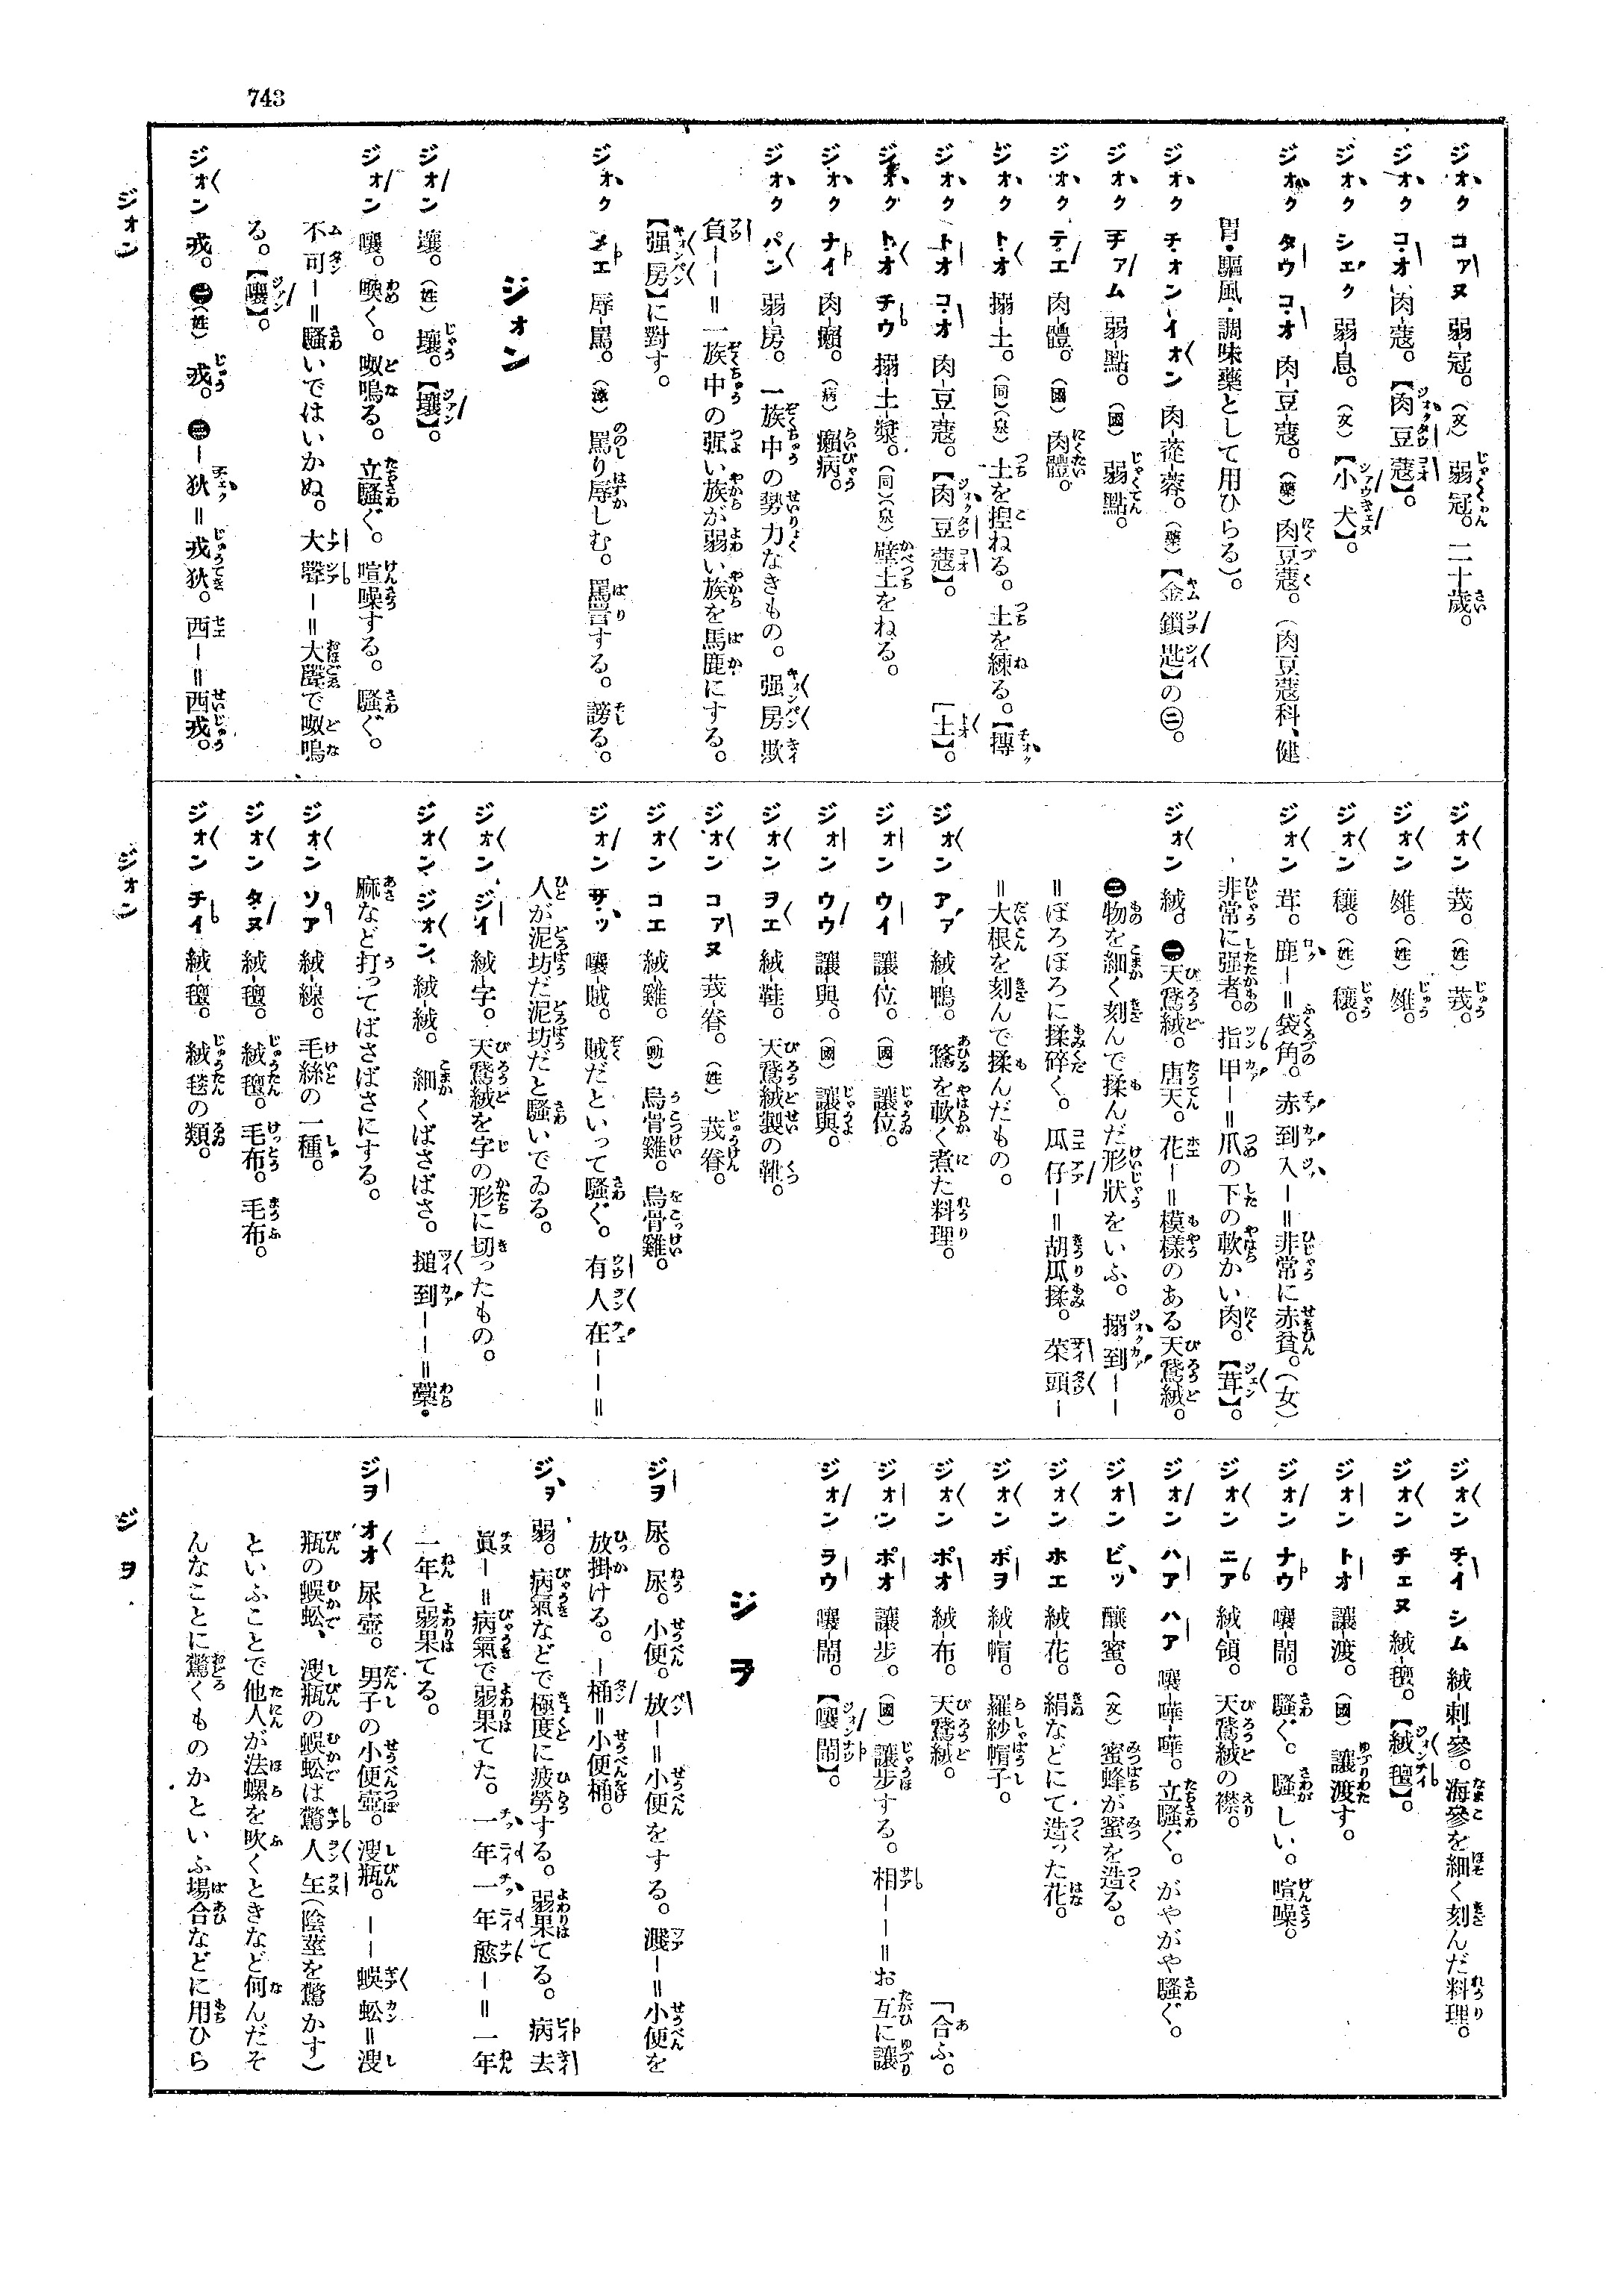 743
ジオク コアヌ 弱-冠。(文) 弱冠。二十歲。
ジオク コオ 肉-蔻。【肉豆蔻】。
ジオク シエク 弱-息。(文)【小犬】。
ジオク タウ コオ 肉-豆-蔻。(藥) 肉豆蔻。(肉豆蔻科、健
胃・驅風・調味藥として用ひらる)。
ジオク チオンイオン 肉-蓯-蓉。(藥)【金鎖匙】の㊁。
ジオク チアム 弱-點。(國) 弱點。
ジオク テエ 肉-體。(國) 肉體。
ジオク トオ 搦-土。(同)(泉) 土を捏ねる。土を練る。【摶
ジオク トオ コオ 肉-豆-蔻。【肉豆蔻】。 [土】。
ジオク トオ チウ 搦-土-漿。(同)(泉) 壁土をねる。
ジオク ナイ 肉-癩。(病) 癩病。
ジオク パン 弱-房。一族中の勢力なきもの。强房欺
負――=一族中の强い族が弱い族を馬鹿にする。
【强房】に對す。
ジオク メエ 辱-罵。(漳) 罵り辱しむ。罵詈する。謗る。
ジオン
ジオン 壤。(姓) 壤。【壤】。
ジオン 嚷。喚く。呶鳴る。立騷ぐ。喧噪する。騷ぐ。
不可―=騷いではいかぬ。大聲―=大聲で呶鳴
る。【嚷】。
ジオン 戎。㊀(姓) 戎。㊁―狄=戎狄。西―=西戎。
ジオン 莪。(姓) 莪。
ジオン 雉。(姓) 雉。
ジオン 穰。(姓) 穰。
ジオン 茸。鹿―=袋角。赤到入―=非常に赤貧。(女)
非常に强者。指甲―=爪の下の軟かい肉。【茸】。
ジオン 絨。㊀天鵞絨。唐天。花―=模樣のある天鵞絨。
㊁物を細く刻んで揉んだ形狀をいふ。搦到――
=ぼろぼろに揉碎く。瓜仔―=胡瓜揉。菜頭―
=大根を刻んで揉んだもの。
ジオン アア 絨-鴨。鶩を軟く煮た料理。
ジオン ウイ 讓-位。(國) 讓位。
ジオン ウウ 讓-與。(國) 讓與。
ジオン ヲエ 絨-鞋。天鵞絨製の靴。
ジオン コアヌ 莪-眷。(姓) 莪眷。
ジオン コエ 絨-雞。(動) 烏骨雞。烏骨雞。
ジオン サッ 嚷-賊。賊だといって騷ぐ。有人在――=
人が泥坊だ泥坊だと騷いでゐる。
ジオン ジイ 絨-字。天鵞絨を字の形に切ったもの。
ジオン ジオン 絨-絨。細くばさばさ。搥到――=藁・
麻など打ってばさばさにする。
ジオン ソア 絨-線。毛絲の一種。
ジオン タヌ 絨-氊。絨氊。毛布。毛布。
ジオン チイ 絨-氊。絨毯の類。
ジオン チイ シム 絨-刺-參。海參を細く刻んだ料理。
ジオン チエヌ 絨-氊。【絨氊】。
ジオン トオ 讓-渡。(國) 讓渡す。
ジオン ナウ 嚷-鬧。騷ぐ。騷しい。喧噪。
ジオン ニア 絨-領。天鵞絨の襟。
ジオン ハア ハア 嚷-嘩-嘩。立騷ぐ。がやがや騷ぐ。
ジオン ビッ 釀-蜜。(文) 蜜蜂が蜜を造る。
ジオン ホエ 絨-花。絹などにて造った花。
ジオン ボヲ 絨-帽。羅紗帽子。
ジオン ポオ 絨-布。天鵞絨。 「合ふ。
ジオン ポオ 讓-步。(國) 讓步する。相――=お互に讓
ジオン ラウ 嚷-鬧。【嚷鬧】。
ジヲ
ジヲ 尿。尿。小便。放―=小便をする。濺―=小便を
放掛ける。―桶=小便桶。
ジヲ 弱。病氣などで極度に疲勞する。弱果てる。病去
眞―=病氣で弱果てた。一年一年愈―=一年
一年と弱果てる。
ジヲ オオ 尿-壺。男子の小便壺。溲瓶。――蜈蚣=溲
瓶の蜈蚣、溲瓶の蜈蚣は驚人生(陰莖を驚かす)
といふことで他人が法螺を吹くときなど何んだそ
んなことに驚くものかといふ場合などに用ひら
ジオン
ジオン
ジヲ